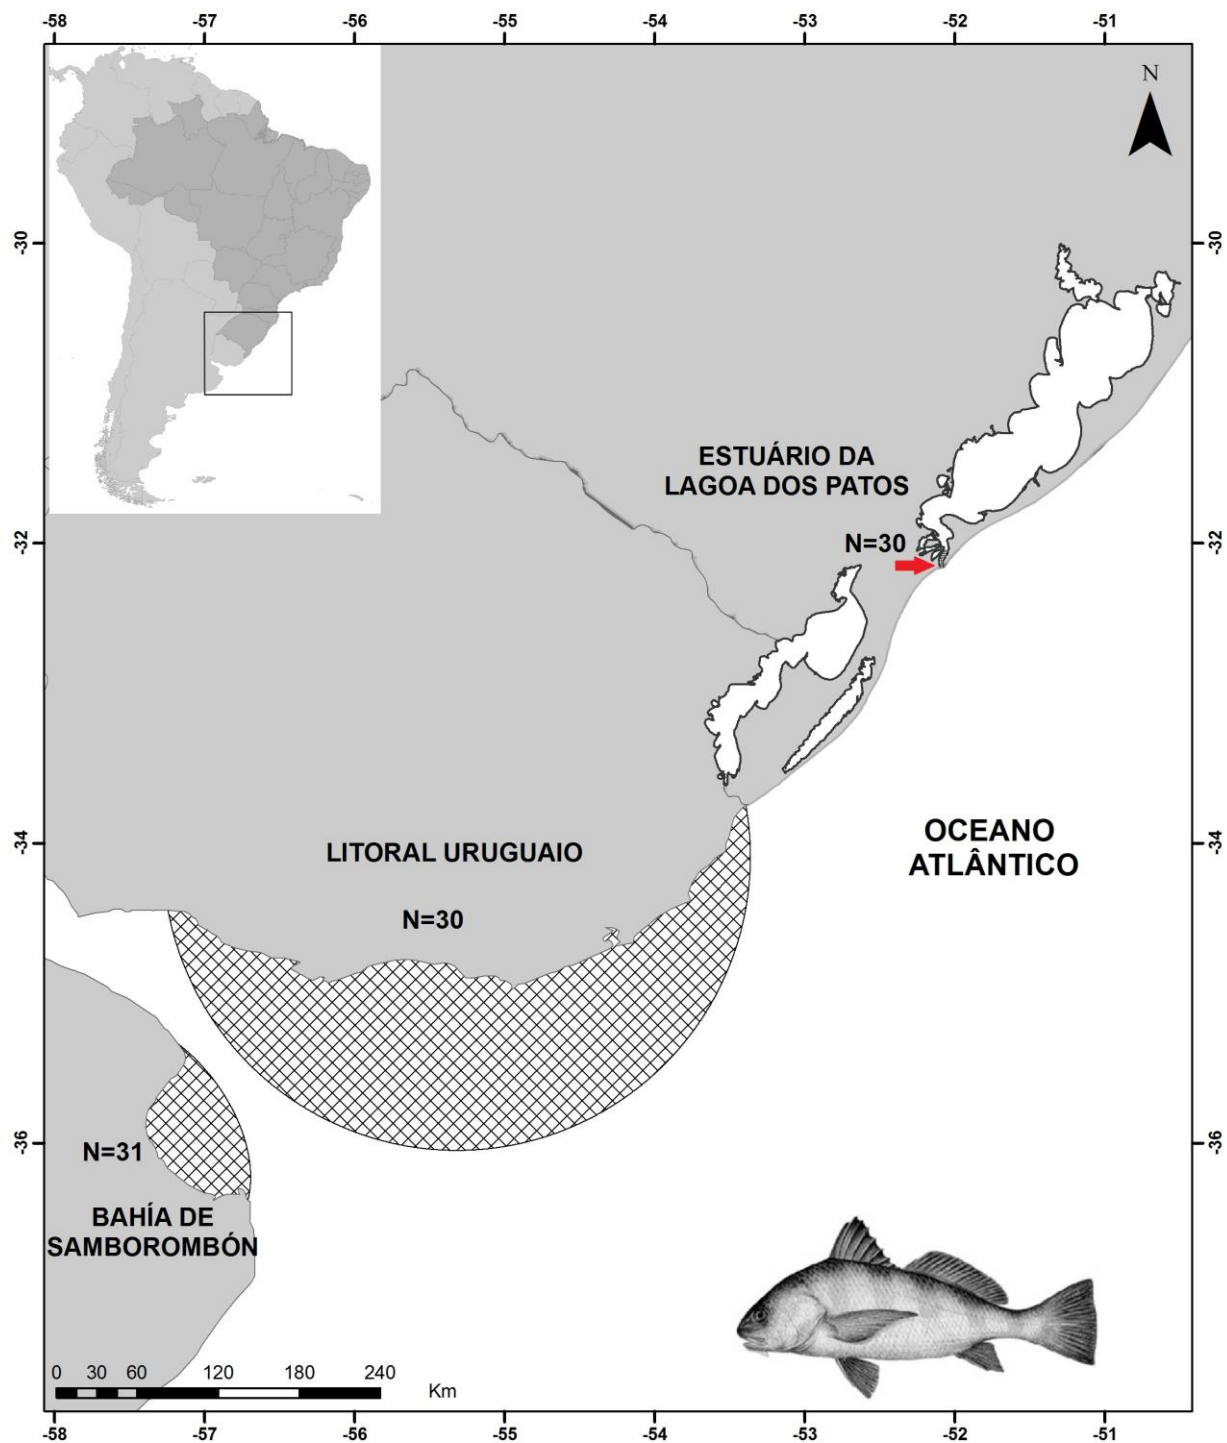 -58 -57 -56 -55 -54 -53 -52 -51
N
-30 -30
ESTUÁRIO DA
LAGOA DOS PATOS
-32 N=30 -32
-34 LITORAL URUGUAIO OCEANO -34
ATLÂNTICO
N=30
-36 N=31 -36
BAHÍA DE
SAMBOROMBÓN
0 30 60 120 180 240
Km
-58 -57 -56 -55 -54 -53 -52 -51